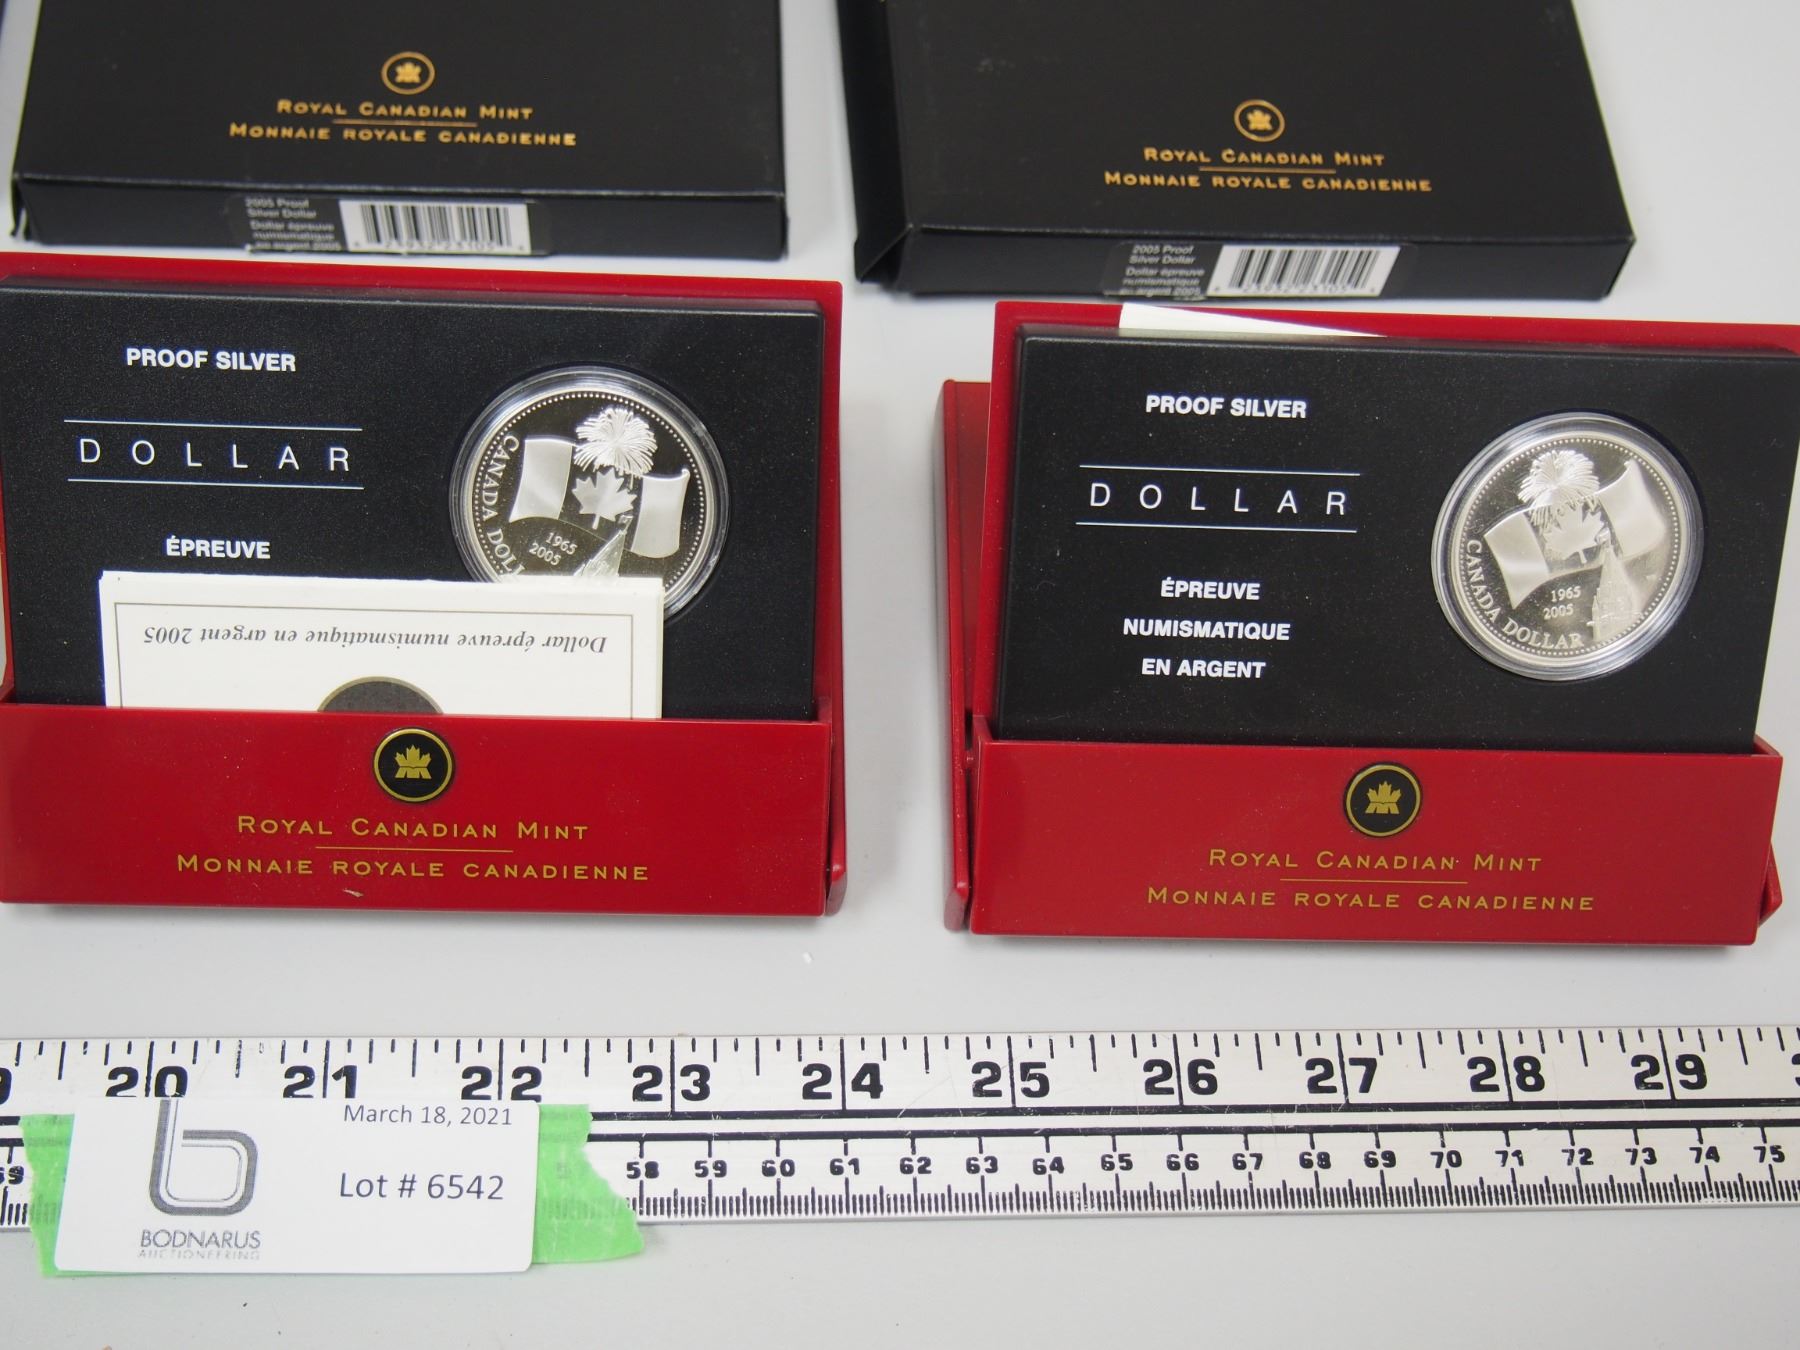 ROYAL CANADIAN MINT
MONNAIE ROYALE CANADIENNE
2005 Proof
Silver Dollar
Dollar épreuve
numismatique
en argent 2005
ROYAL CANADIAN MINT
MONNAIE ROYALE CANADIENNE
2005 Proof
Silver Dollar
Dollar épreuve
numismatique
en argent 2005
PROOF SILVER
DOLLAR
ÉPREUVE
CANADA DOLL
1965
2005
Dollar épreuve numismatique en argent 2005
ROYAL CANADIAN MINT
MONNAIE ROYALE CANADIENNE
PROOF SILVER
DOLLAR
ÉPREUVE
NUMISMATIQUE
EN ARGENT
CANADA DOLLAR
1965
2005
ROYAL CANADIAN MINT
MONNAIE ROYALE CANADIENNE
20 21 22 23 24 25 26 27 28 29
58 59 60 61 62 63 64 65 66 67 68 69 70 71 72 73 74 75
March 18, 2021
Lot # 6542
BODNARUS
AUCTIONEERING